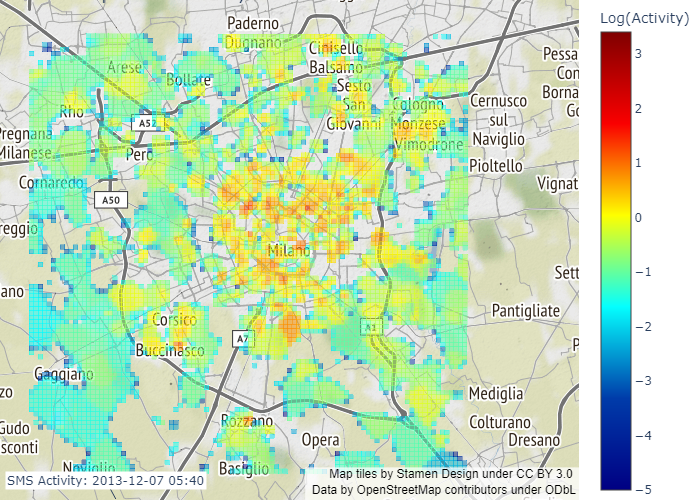 Log(Activity)
Paderno
Dugnano
Cinisello
Balsamo
Arese
Bollare
Sesto
San
Giovanni
Cologno
Monzese
Vimodrone
Cernusco
sul
Naviglio
Pessa
Con
Borna
Go
Rho
A52
Pero
Pregnana
Milanese
Pioltello
Cornaredo
A50
Vignat
reggio
Milano
Sett
ano
Pantigliate
Corsico
Buccinasco
A7
A1
P
Gaggiano
zo
Mediglia
Gudo
sconti
Rozzano
Opera
Colturano
Dresano
Noviglio
Basiglio
3
2
1
0
−1
−2
−3
−4
−5
SMS Activity: 2013-12-07 05:40
Map tiles by Stamen Design under CC BY 3.0
Data by OpenStreetMap contributors under ODbL